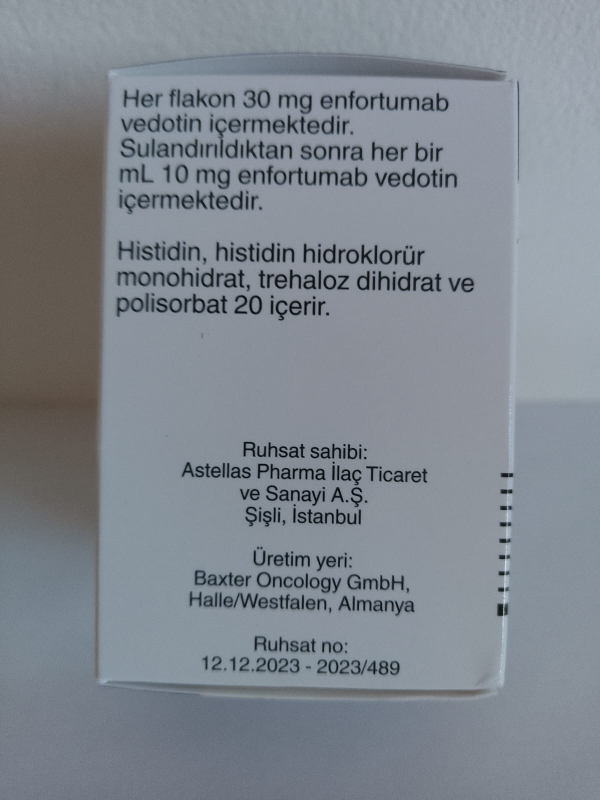 Her flakon 30 mg enfortumab
vedotin içermektedir.
Sulandırıldıktan sonra her bir
mL 10 mg enfortumab vedotin
içermektedir.
Histidin, histidin hidroklorür
monohidrat, trehaloz dihidrat ve
polisorbat 20 içerir.
Ruhsat sahibi:
Astellas Pharma İlaç Ticaret
ve Sanayi A.Ş.
Şişli, İstanbul
Üretim yeri:
Baxter Oncology GmbH,
Halle/Westfalen, Almanya
Ruhsat no:
12.12.2023 - 2023/489